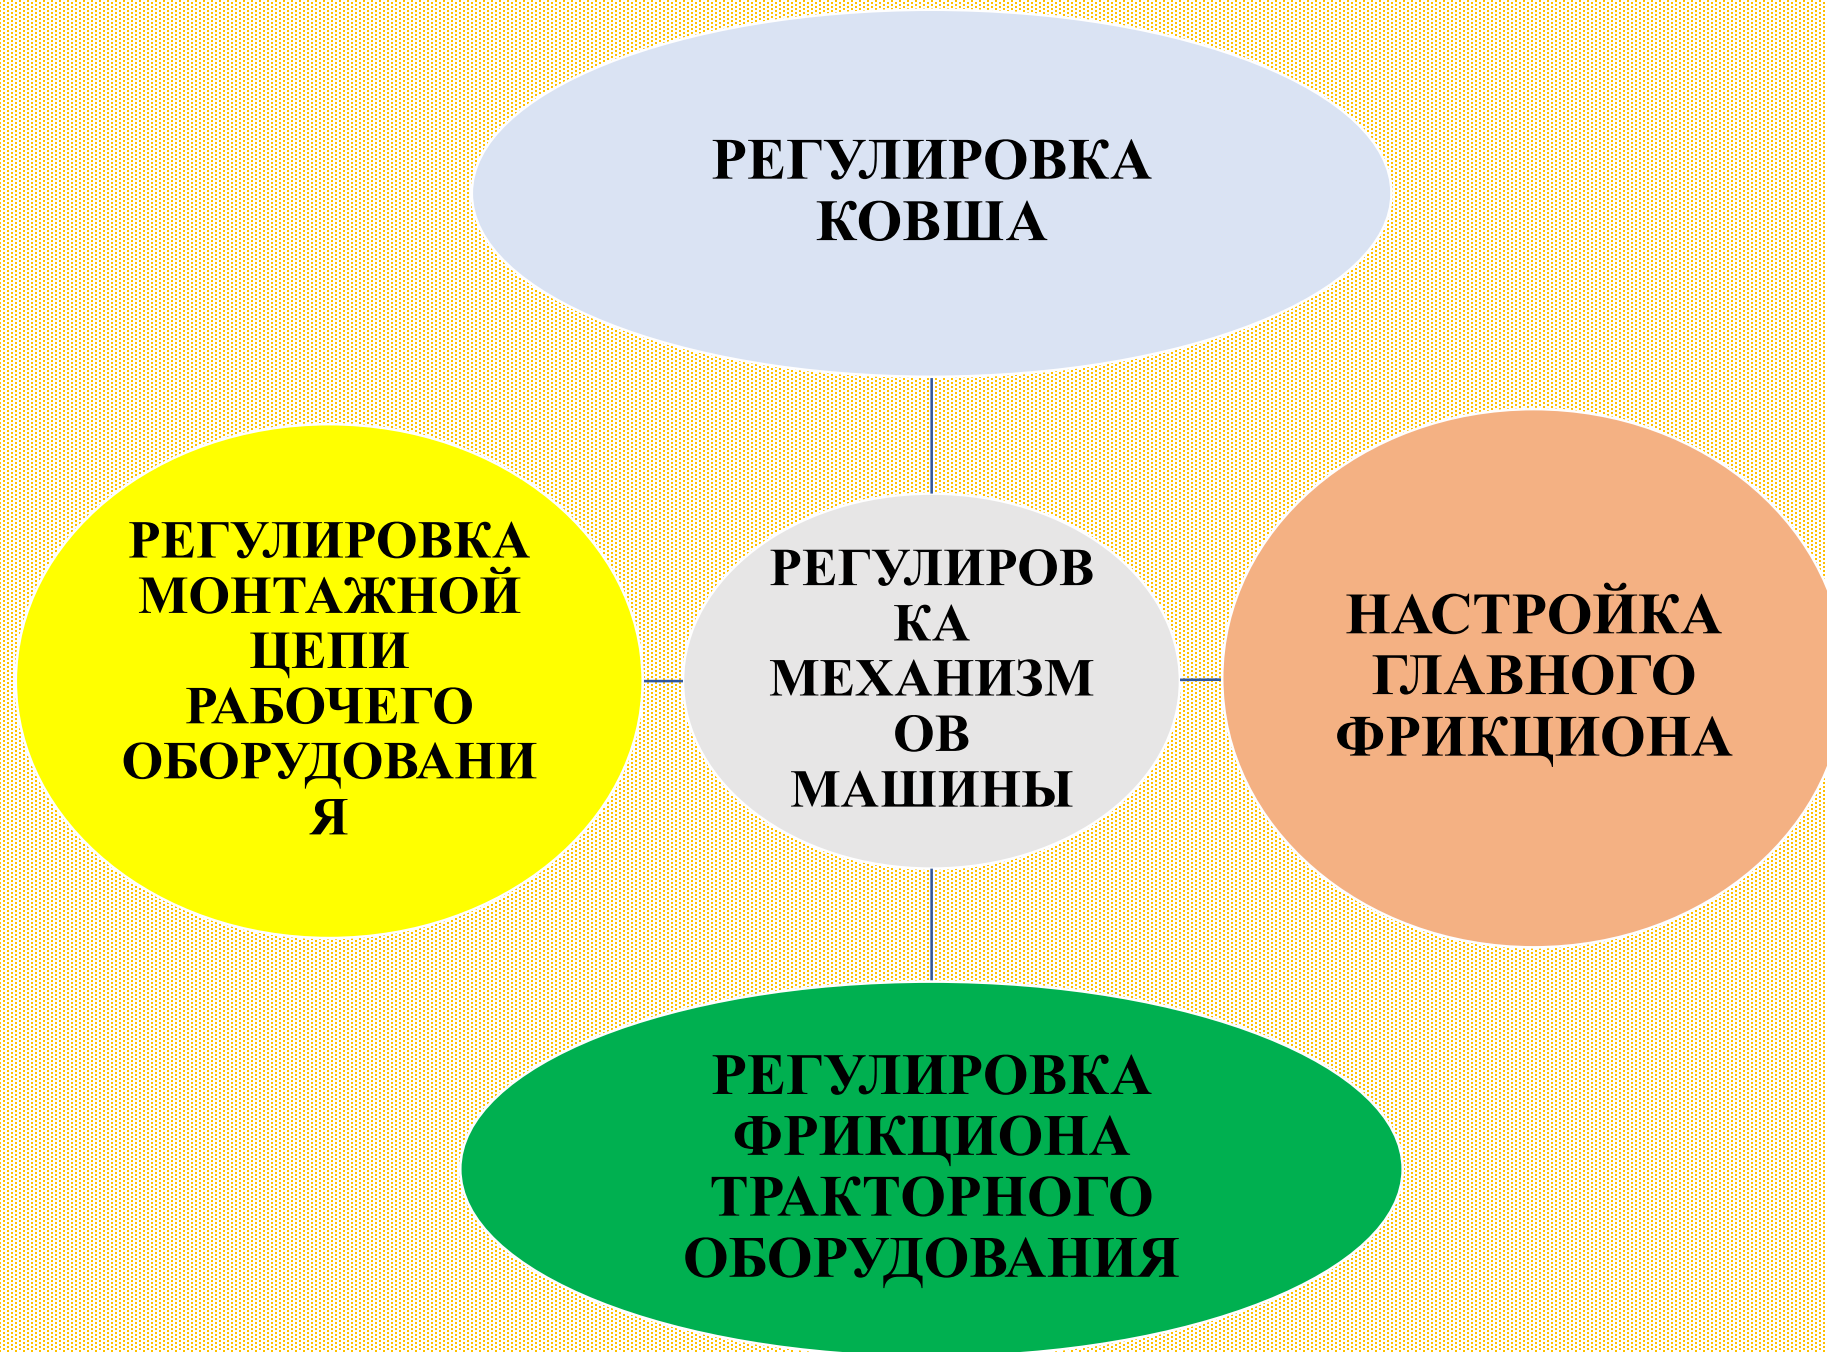 РЕГУЛИРОВКА
КОВША
РЕГУЛИРОВКА
МОНТАЖНОЙ
ЦЕПИ
РАБОЧЕГО
ОБОРУДОВАНИ
Я
РЕГУЛИРОВ
КА
МЕХАНИЗМ
ОВ
МАШИНЫ
НАСТРОЙКА
ГЛАВНОГО
ФРИКЦИОНА
РЕГУЛИРОВКА
ФРИКЦИОНА
ТРАКТОРНОГО
ОБОРУДОВАНИЯ